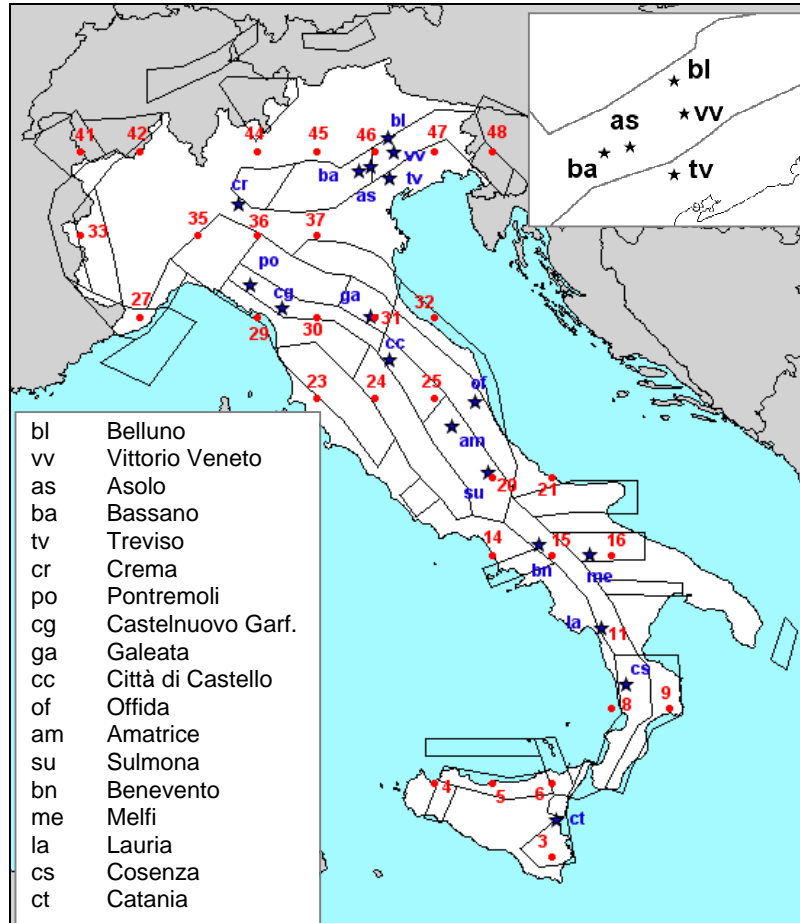 bl
vv
as
ba
tv
bl
41
42
44
45
46
47
48
vv
ba
as
tv
cr
33
35
36
37
po
27
cg
ga
31
32
29
30
cc
23
24
25
of
am
su
20
21
14
15
16
bn
me
la
11
cs
8
9
4
5
6
ct
3
bl Belluno
vv Vittorio Veneto
as Asolo
ba Bassano
tv Treviso
cr Crema
po Pontremoli
cg Castelnuovo Garf.
ga Galeata
cc Città di Castello
of Offida
am Amatrice
su Sulmona
bn Benevento
me Melfi
la Lauria
cs Cosenza
ct Catania